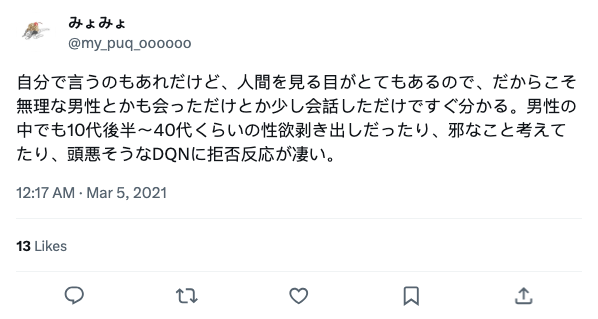 みょみょ
@my_puq_oooooo
自分で言うのもあれだけど、人間を見る目がとてもあるので、だからこそ
無理な男性とかも会っただけとか少し会話しただけですぐ分かる。男性の
中でも10代後半〜40代くらいの性欲剥き出しだったり、邪なこと考えて
たり、頭悪そうなDQNに拒否反応が凄い。
12:17 AM · Mar 5, 2021
13 Likes